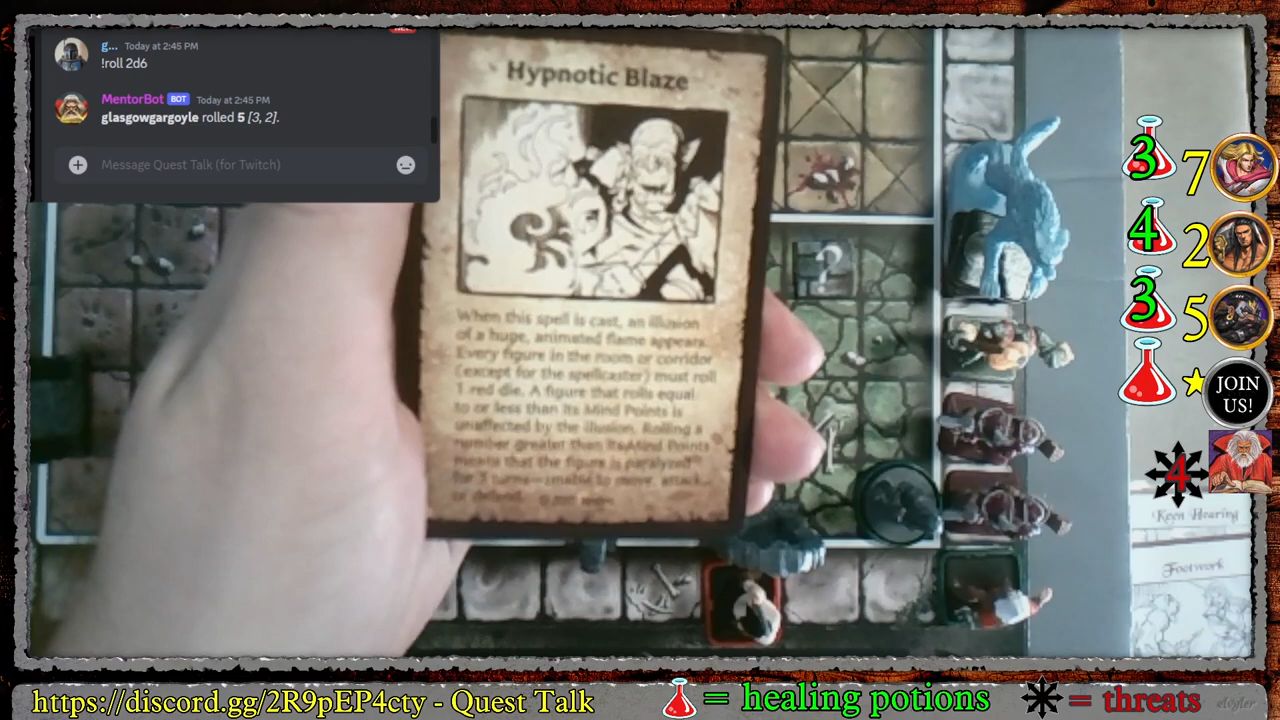 g... Today at 2:45 PM
!roll 2d6
MentorBot BOT Today at 2:45 PM
glasgowgargoyle rolled 5 [3, 2].
Message Quest Talk (for Twitch)
Hypnotic Blaze
When this spell is cast, an illusion
of a huge, animated flame appears.
Every figure in the room or corridor
(except for the spellcaster) must roll
1 red die. A figure that rolls equal
to or less than its Mind Points is
unaffected by the illusion. Rolling a
number greater than its Mind Points
means that the figure is paralyzed
for 3 turns—unable to move, attack,
or defend.
?
3 7
4 2
3 5
JOIN
US!
4
Keen Hearing
Footwork
https://discord.gg/2R9pEP4cty - Quest Talk
= healing potions
= threats